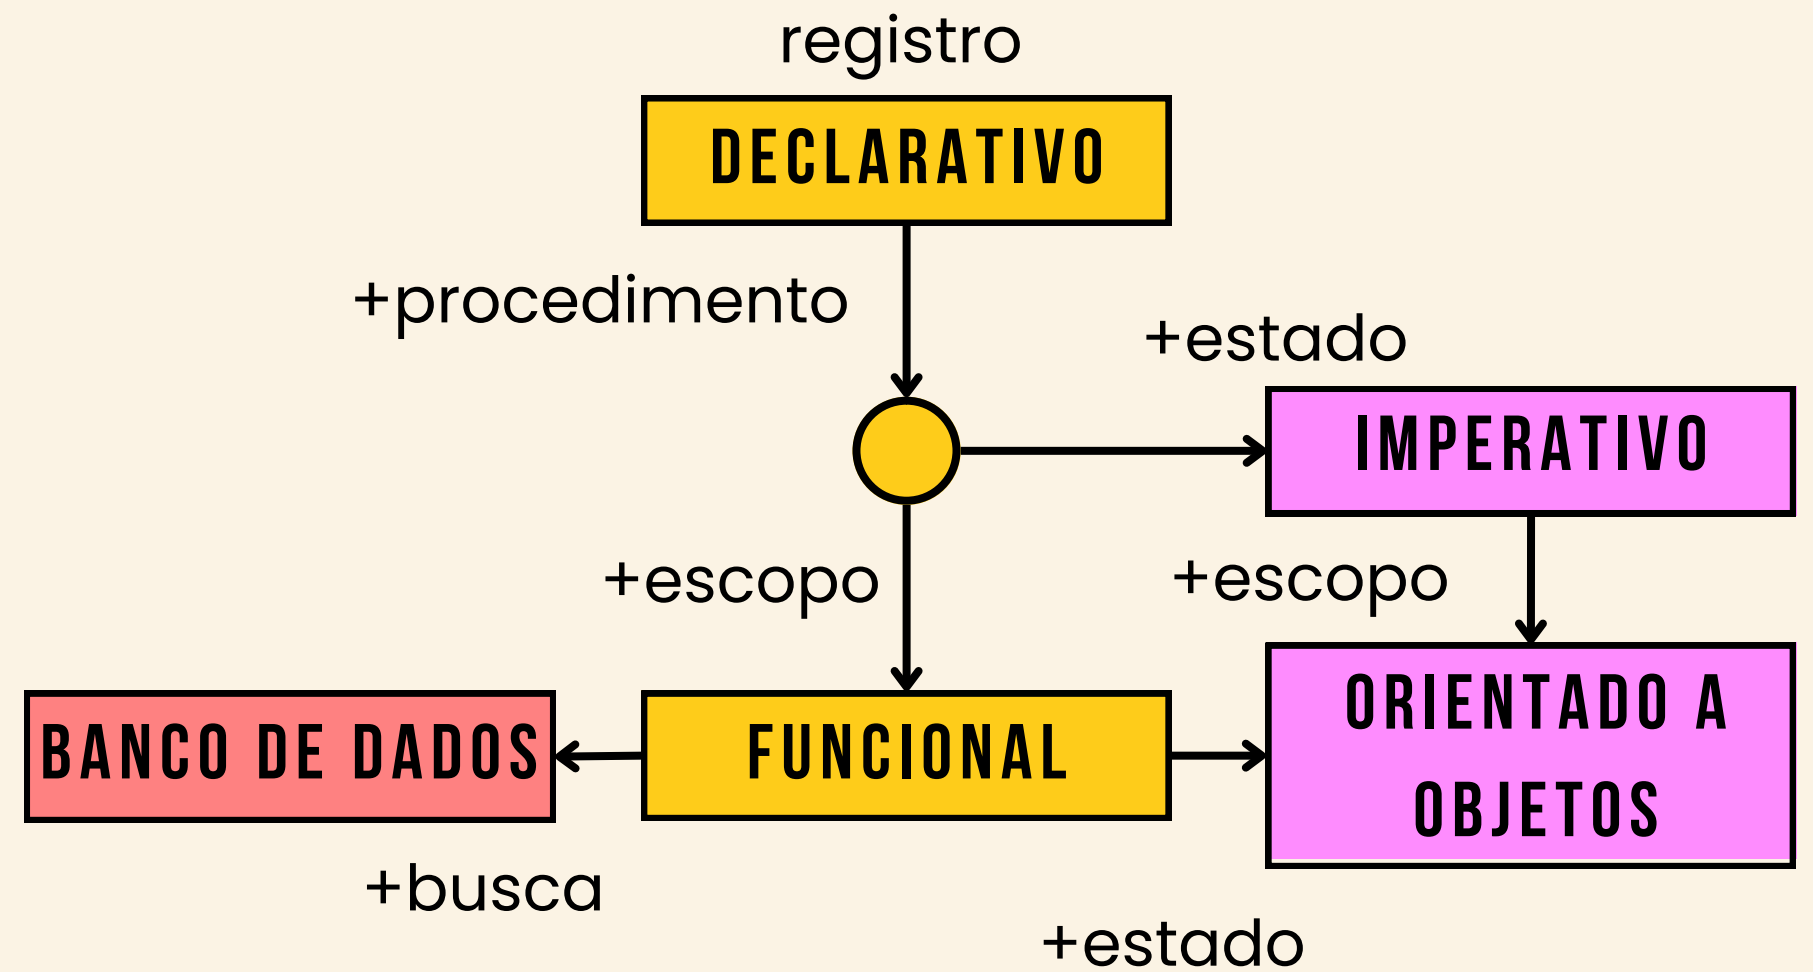 registro
DECLARATIVO
+procedimento
+estado
IMPERATIVO
+escopo
+escopo
BANCO DE DADOS
FUNCIONAL
ORIENTADO A
OBJETOS
+busca
+estado